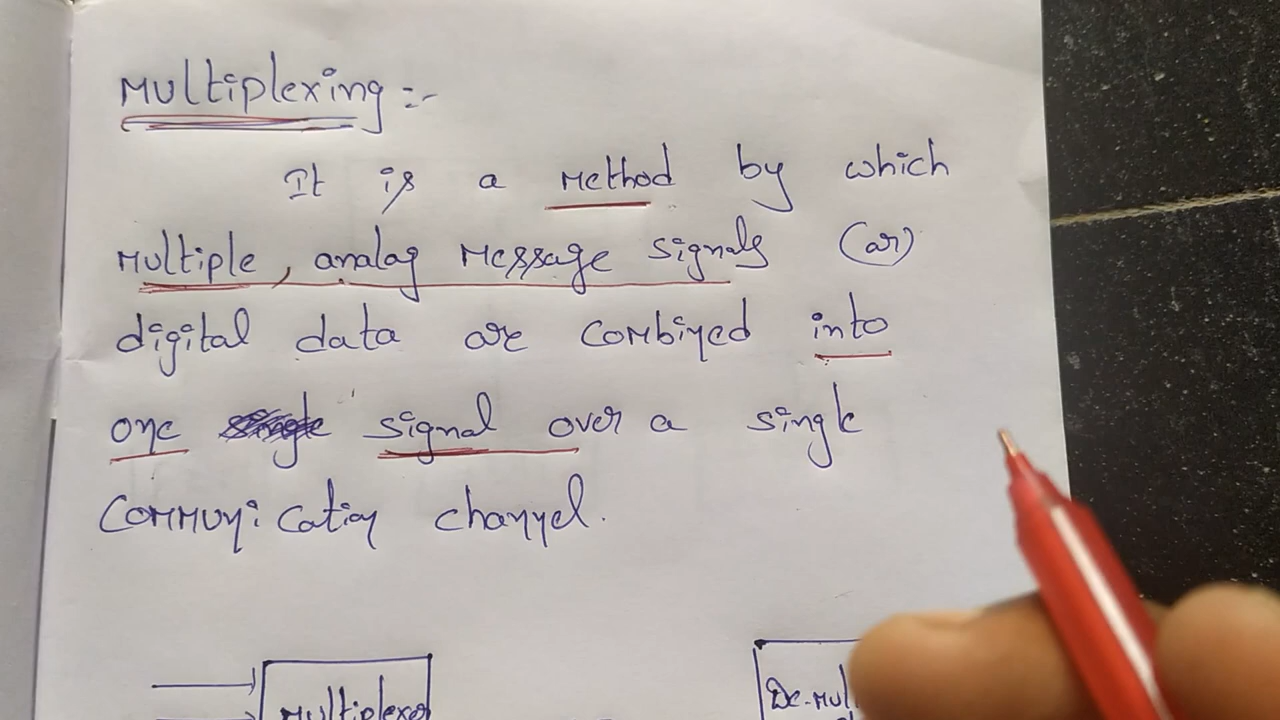 Multiplexing :-
It is a method by which
multiple, analog message signals (or)
digital data are combined into
one signal over a single
communication channel.
Multiplexer De-mul